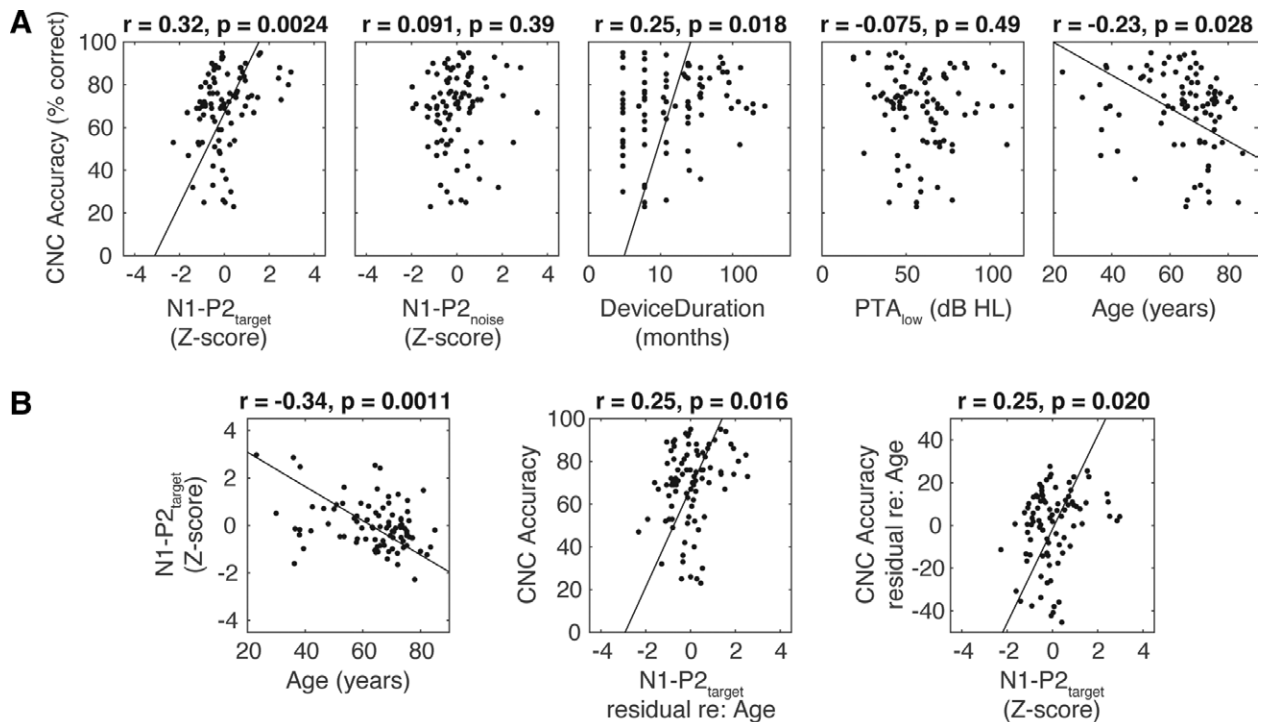 A
r = 0.32, p = 0.0024
r = 0.091, p = 0.39
r = 0.25, p = 0.018
r = -0.075, p = 0.49
r = -0.23, p = 0.028
CNC Accuracy (% correct)
100
80
60
40
20
0
-4 -2 0 2 4
N1-P2target
(Z-score)
-4 -2 0 2 4
N1-P2noise
(Z-score)
0 10 100
DeviceDuration
(months)
0 50 100
PTAlow (dB HL)
20 40 60 80
Age (years)
B
r = -0.34, p = 0.0011
N1-P2target
(Z-score)
4
2
0
-2
-4
20 40 60 80
Age (years)
r = 0.25, p = 0.016
CNC Accuracy
100
80
60
40
20
0
-4 -2 0 2 4
N1-P2target
residual re: Age
r = 0.25, p = 0.020
CNC Accuracy
residual re: Age
40
20
0
-20
-40
-4 -2 0 2 4
N1-P2target
(Z-score)